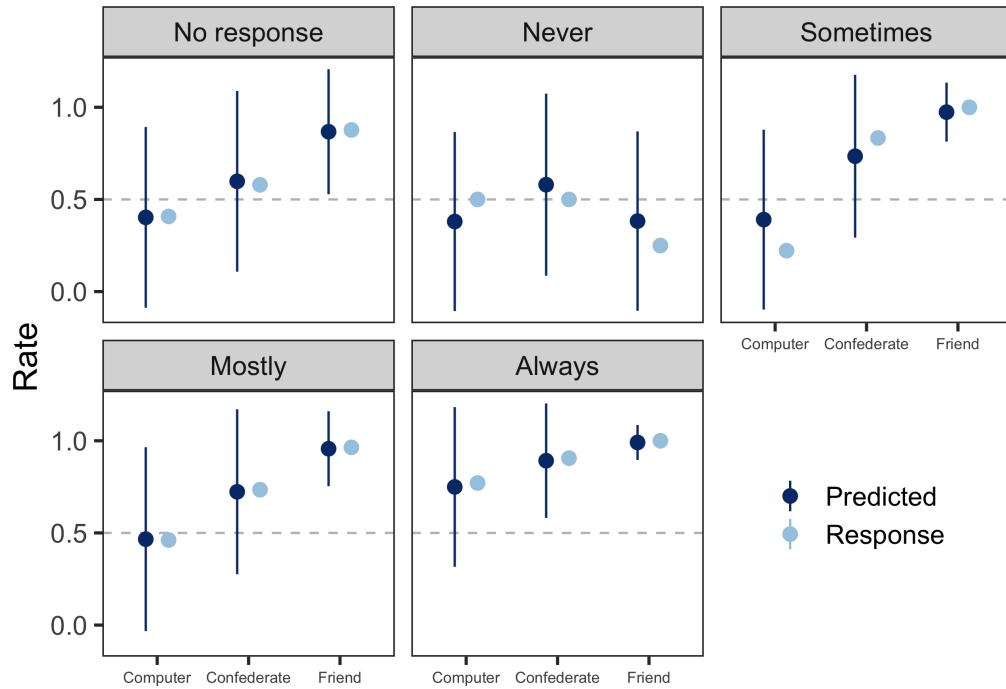 No response
Never
Sometimes
1.0
0.5
0.0
Computer Confederate Friend
Rate
Mostly
Always
1.0
0.5
0.0
Predicted
Response
Computer Confederate Friend
Computer Confederate Friend